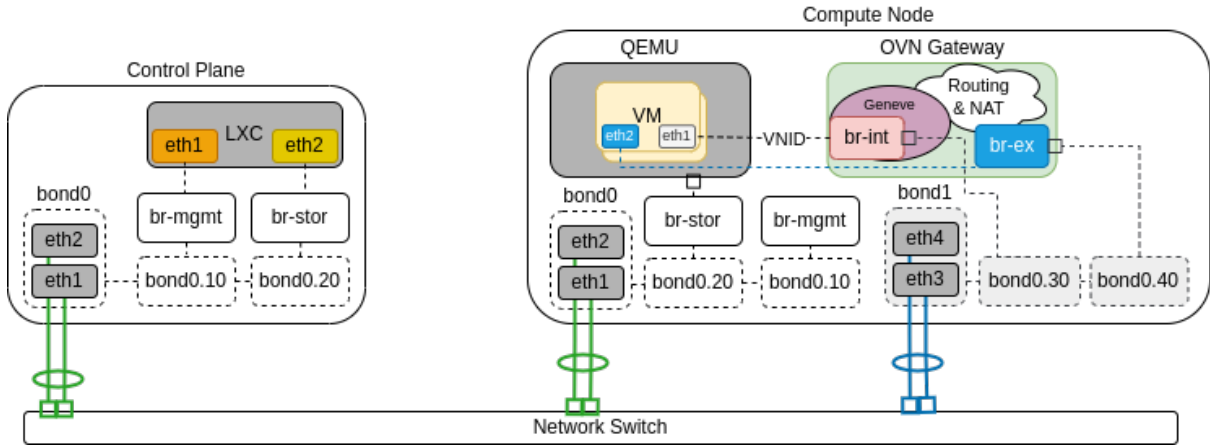 Control Plane
LXC
eth1
eth2
bond0
br-mgmt
br-stor
eth2
eth1
bond0.10
bond0.20
Compute Node
QEMU
OVN Gateway
VM
eth2
eth1
VNID
Geneve
Routing
& NAT
br-int
br-ex
bond0
br-stor
br-mgmt
bond1
eth2
eth1
bond0.20
bond0.10
eth4
eth3
bond0.30
bond0.40
Network Switch